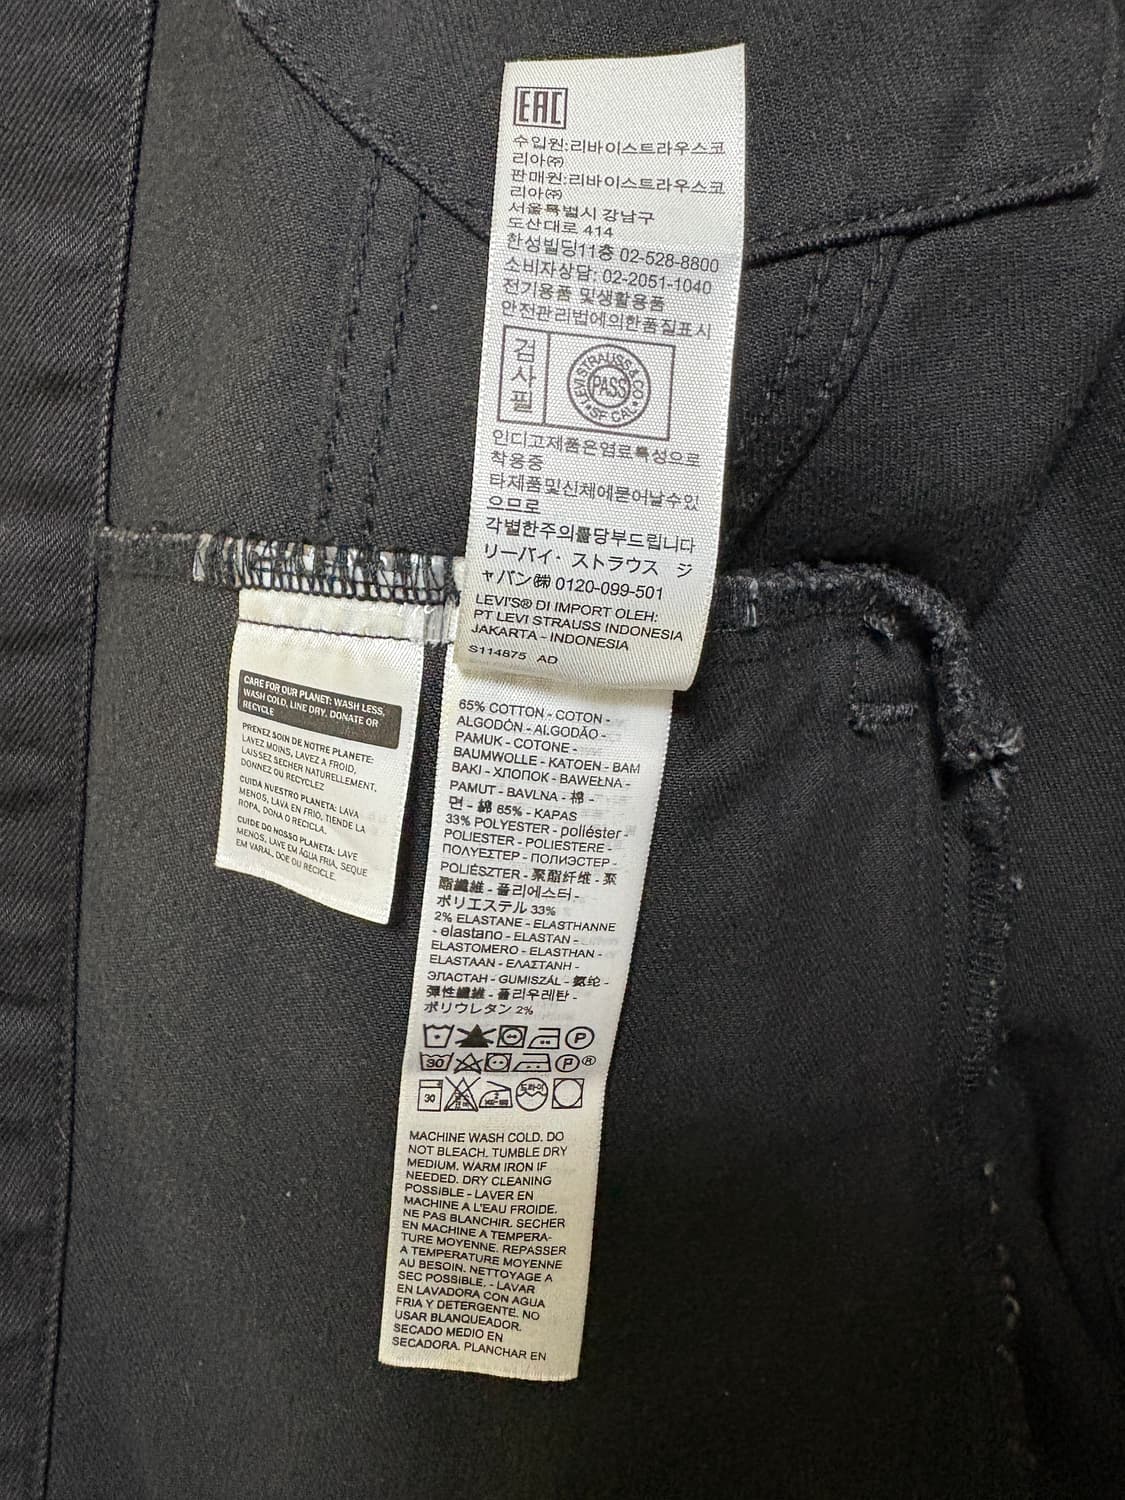 EAC
수입원:리바이스트라우스코
리아㈜
판매원:리바이스트라우스코
리아㈜
서울특별시 강남구
도산대로 414
한성빌딩11층 02-528-8800
소비자상담: 02-2051-1040
전기용품 및생활용품
안전관리법에의한품질표시
검
사
필
LEVI STRAUSS & CO
PASS
SF CAL
인디고제품은염료특성으로
착용중
타제품및신체에묻어날수있
으므로
각별한주의를당부드립니다
リーバイ・ストラウス ジ
ャパン㈱ 0120-099-501
LEVI'S® DI IMPORT OLEH:
PT LEVI STRAUSS INDONESIA
JAKARTA - INDONESIA
S114875 AD
CARE FOR OUR PLANET: WASH LESS,
WASH COLD, LINE DRY, DONATE OR
RECYCLE
PRENEZ SOIN DE NOTRE PLANETE:
LAVEZ MOINS, LAVEZ A FROID,
LAISSEZ SECHER NATURELLEMENT,
DONNEZ OU RECYCLEZ
CUIDA NUESTRO PLANETA: LAVA
MENOS, LAVA EN FRIO, TIENDE LA
ROPA, DONA O RECICLA.
CUIDE DO NOSSO PLANETA: LAVE
MENOS, LAVE EM ÁGUA FRIA, SEQUE
EM VARAL, DOE OU RECICLE.
65% COTTON - COTON -
ALGODÓN - ALGODÃO -
PAMUK - COTONE -
BAUMWOLLE - KATOEN - BAM
BAKI - ХЛОПОК - BAWEŁNA -
PAMUT - BAVLNA - 棉 -
면 - 綿 65% - KAPAS
33% POLYESTER - poliéster -
POLIESTER - POLIESTERE -
ΠΟΛΥΕΣΤΕΡ - ПОЛИЭСТЕР -
POLIÉSZTER - 聚酯纤维 - 聚
酯纖維 - 폴리에스터 -
ポリエステル 33%
2% ELASTANE - ELASTHANNE
- elastano - ELASTAN -
ELASTOMERO - ELASTHAN -
ELASTAAN - ΕΛΑΣΤΑΝΗ -
ЭЛАСТАН - GUMISZÁL - 氨纶 -
彈性纖維 - 폴리우레탄 -
ポリウレタン 2%
P
30 P ®
30
드라이
MACHINE WASH COLD. DO
NOT BLEACH. TUMBLE DRY
MEDIUM. WARM IRON IF
NEEDED. DRY CLEANING
POSSIBLE - LAVER EN
MACHINE A L'EAU FROIDE.
NE PAS BLANCHIR. SECHER
EN MACHINE A TEMPERA-
TURE MOYENNE. REPASSER
A TEMPERATURE MOYENNE
AU BESOIN. NETTOYAGE A
SEC POSSIBLE. - LAVAR
EN LAVADORA CON AGUA
FRIA Y DETERGENTE. NO
USAR BLANQUEADOR.
SECADO MEDIO EN
SECADORA. PLANCHAR EN